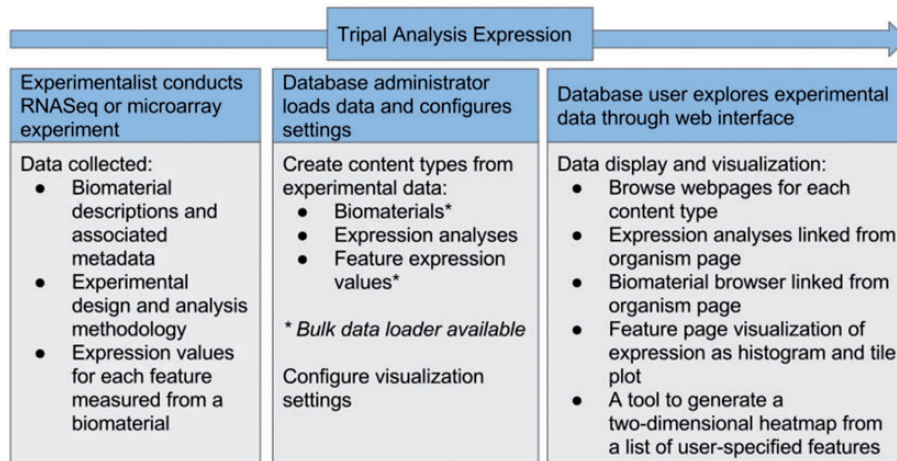 Tripal Analysis Expression
Experimentalist conducts
RNASeq or microarray
experiment
Data collected:
● Biomaterial
descriptions and
associated
metadata
● Experimental
design and analysis
methodology
● Expression values
for each feature
measured from a
biomaterial
Database administrator
loads data and configures
settings
Create content types from
experimental data:
● Biomaterials*
● Expression analyses
● Feature expression
values*
* Bulk data loader available
Configure visualization
settings
Database user explores experimental
data through web interface
Data display and visualization:
● Browse webpages for each
content type
● Expression analyses linked from
organism page
● Biomaterial browser linked from
organism page
● Feature page visualization of
expression as histogram and tile
plot
● A tool to generate a
two-dimensional heatmap from
a list of user-specified features